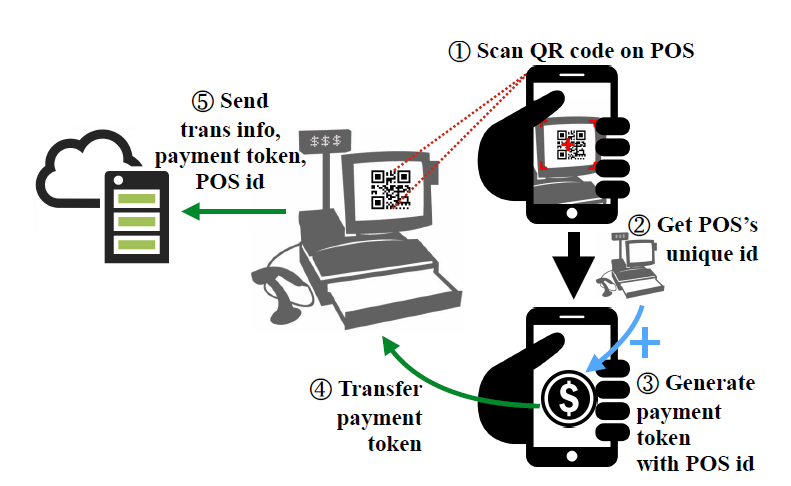 ① Scan QR code on POS
② Get POS's
unique id
③ Generate
payment
token
with POS id
④ Transfer
payment
token
⑤ Send
trans info,
payment token,
POS id
$$$
$